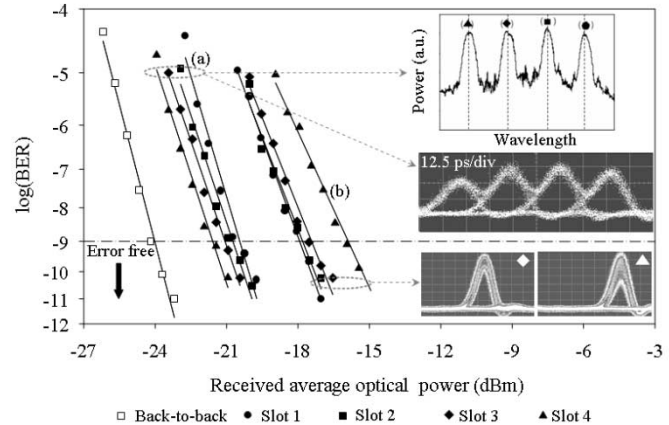 -4
-5
-6
-7
-8
-9
-10
-11
-12
log(BER)
(a)
(b)
Error free
-26
-27
-24
-21
-18
-15
-12
-9
-6
-3
Received average optical power (dBm)
Power (a.u.)
Wavelength
12.5 ps/div
Back-to-back
Slot 1
Slot 2
Slot 3
Slot 4